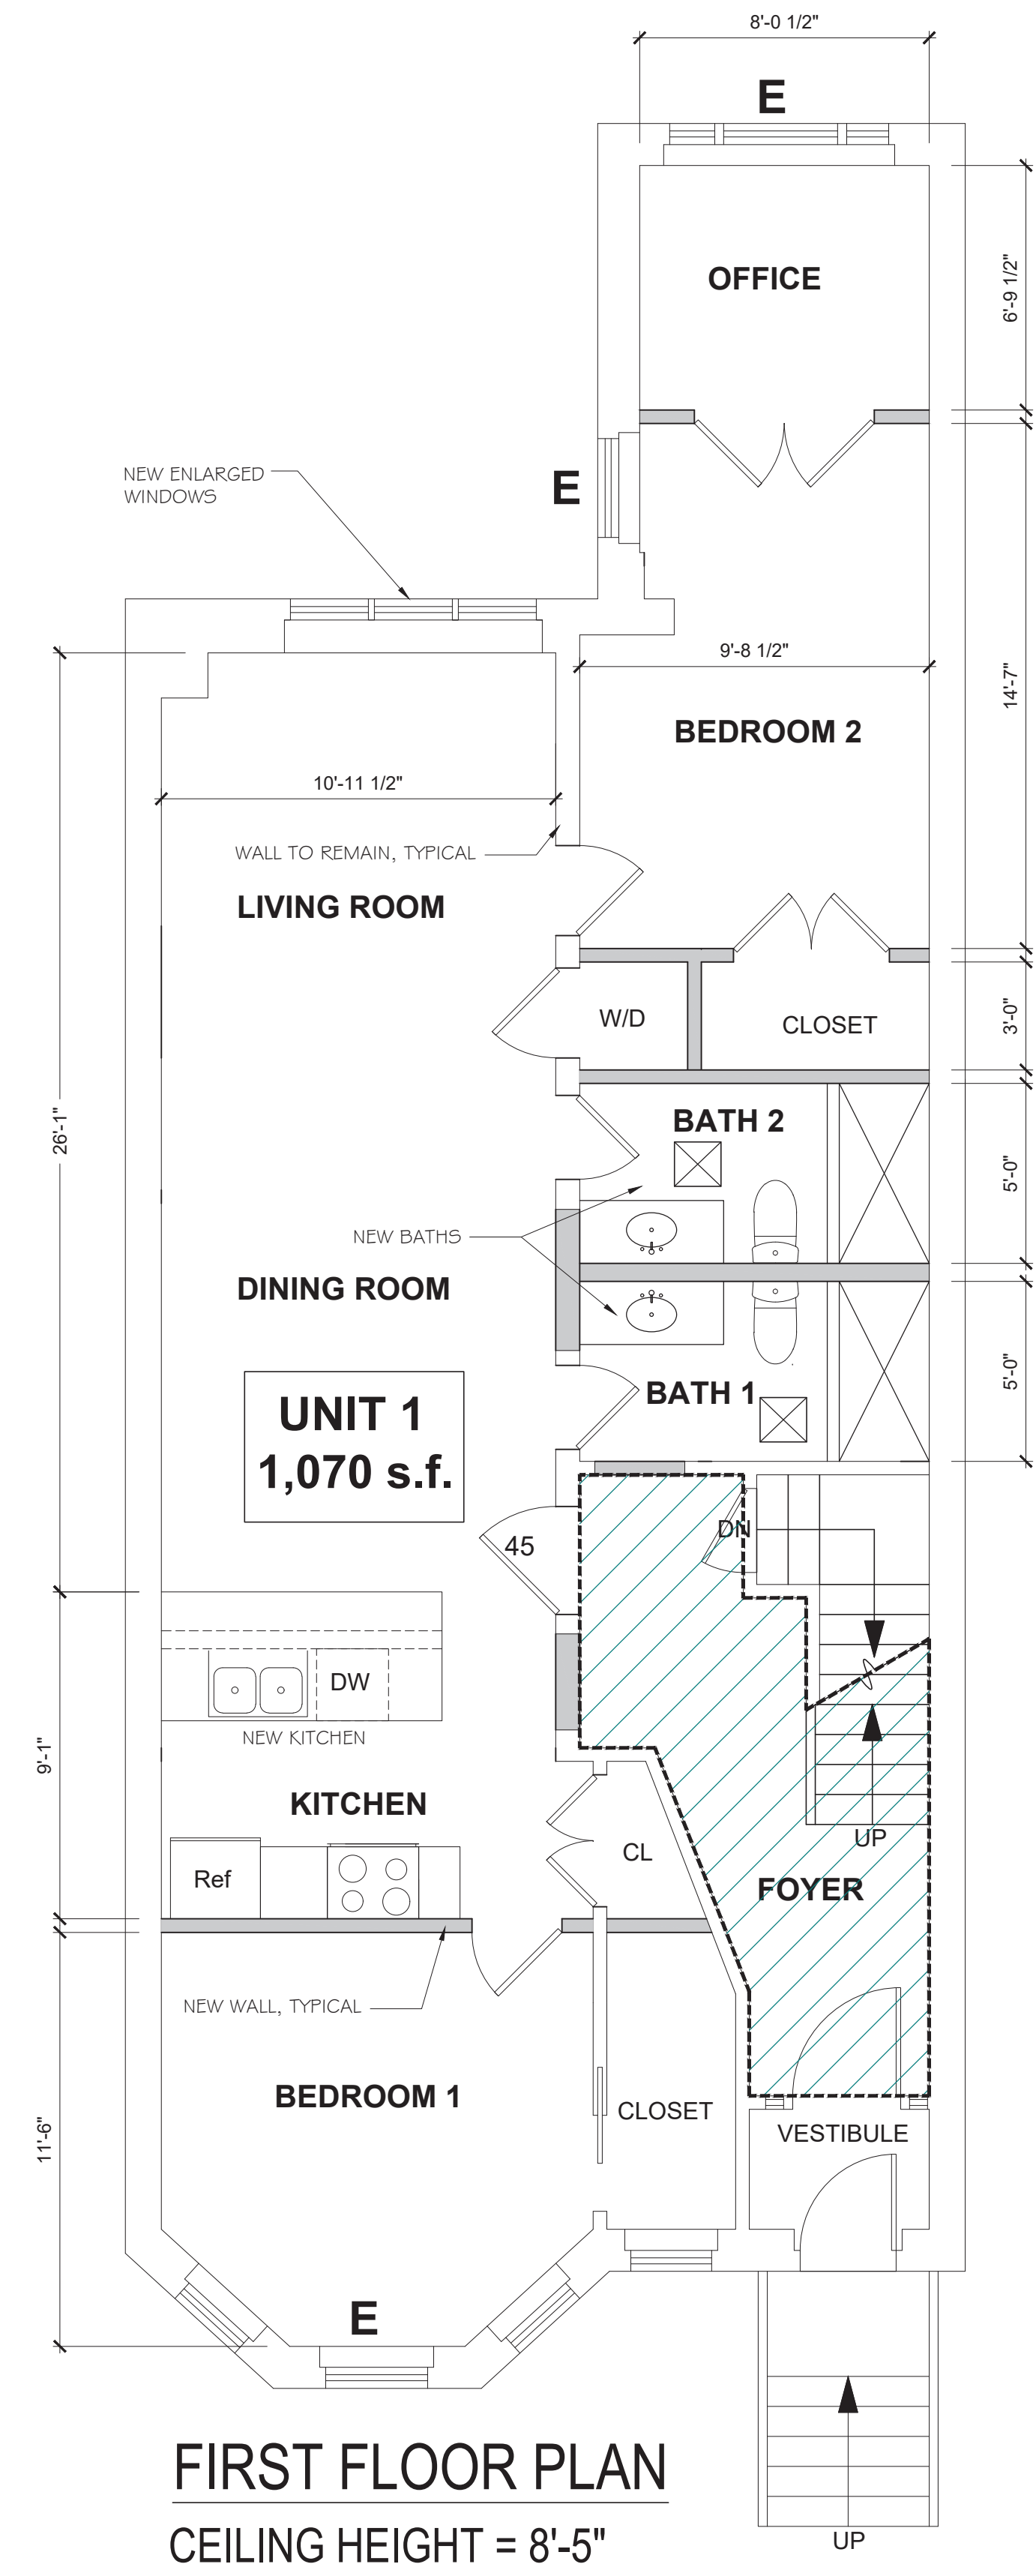 8'-0 1/2"
E
OFFICE
6'-9 1/2"
NEW ENLARGED
WINDOWS
E
9'-8 1/2"
14'-7"
BEDROOM 2
10'-11 1/2"
WALL TO REMAIN, TYPICAL
LIVING ROOM
W/D
CLOSET
3'-0"
26'-1"
BATH 2
5'-0"
NEW BATHS
DINING ROOM
BATH 1
5'-0"
UNIT 1
1,070 s.f.
45
DN
DW
NEW KITCHEN
9'-1"
KITCHEN
UP
CL
Ref
FOYER
NEW WALL, TYPICAL
BEDROOM 1
CLOSET
11'-6"
VESTIBULE
E
FIRST FLOOR PLAN
CEILING HEIGHT = 8'-5"
UP